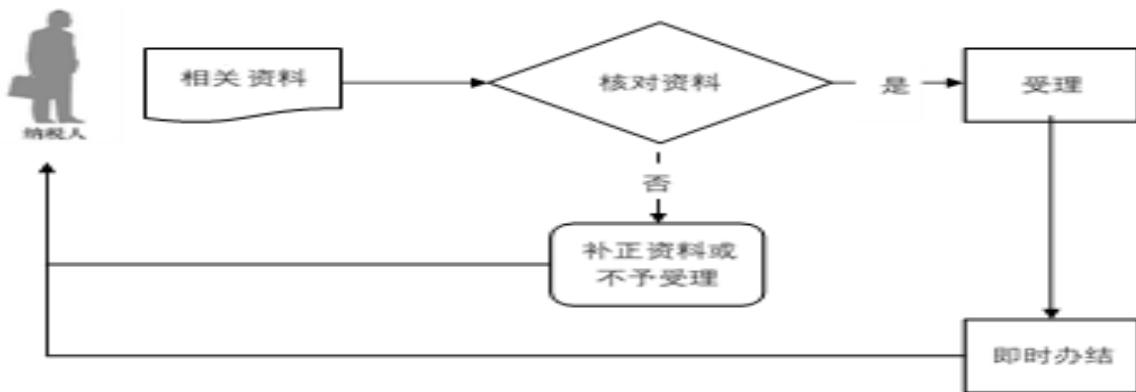 纳税人
相关资料
核对资料
是
受理
否
补正资料或
不予受理
即时办结